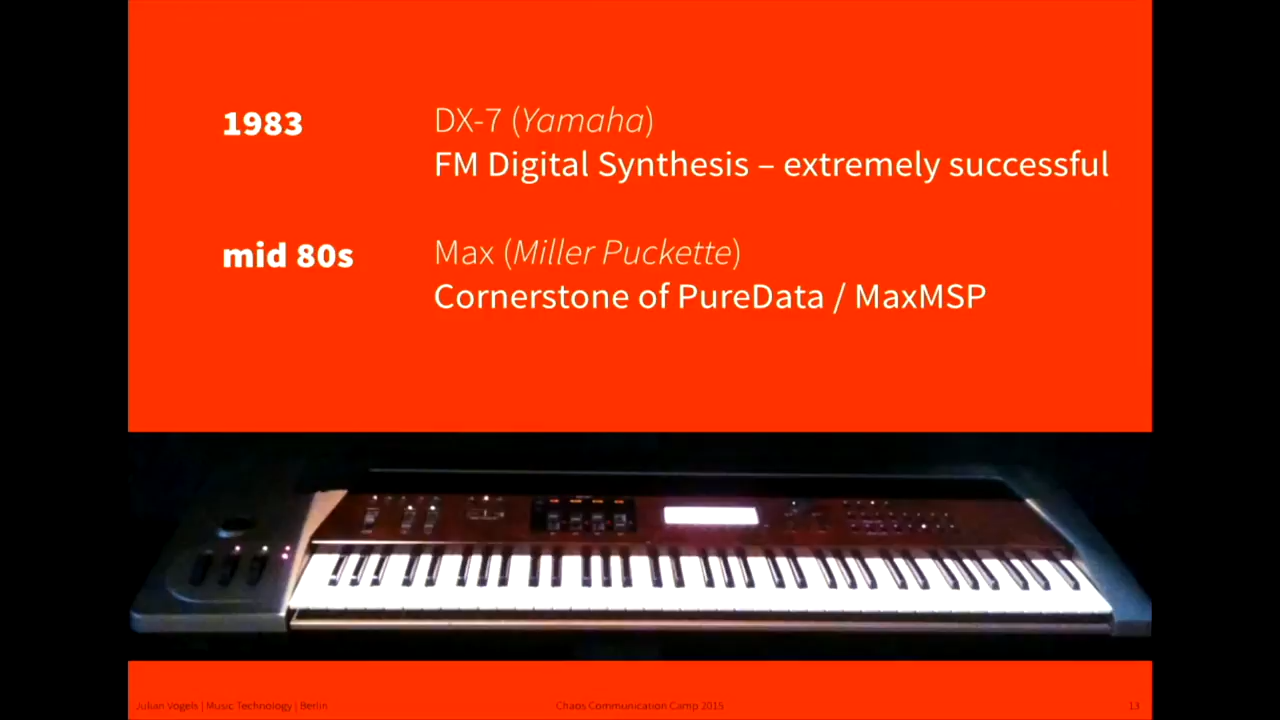 1983
DX-7 (Yamaha)
FM Digital Synthesis – extremely successful
mid 80s
Max (Miller Puckette)
Cornerstone of PureData / MaxMSP
Julian Vogels | Music Technology | Berlin
Chaos Communication Camp 2015
13